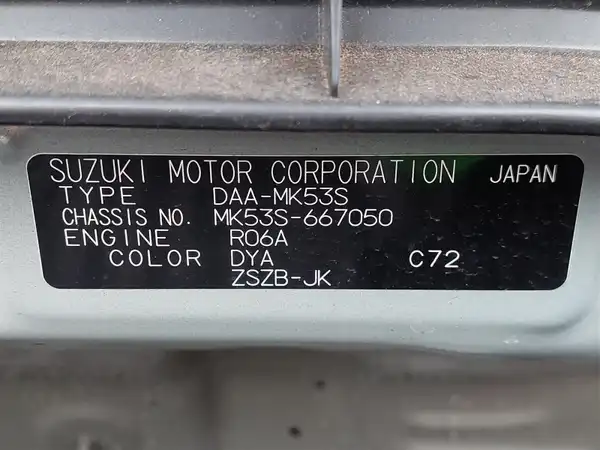 SUZUKI MOTOR CORPORATION JAPAN
TYPE DAA-MK53S
CHASSIS NO. MK53S-667050
ENGINE R06A
COLOR DYA C72
ZSZB-JK